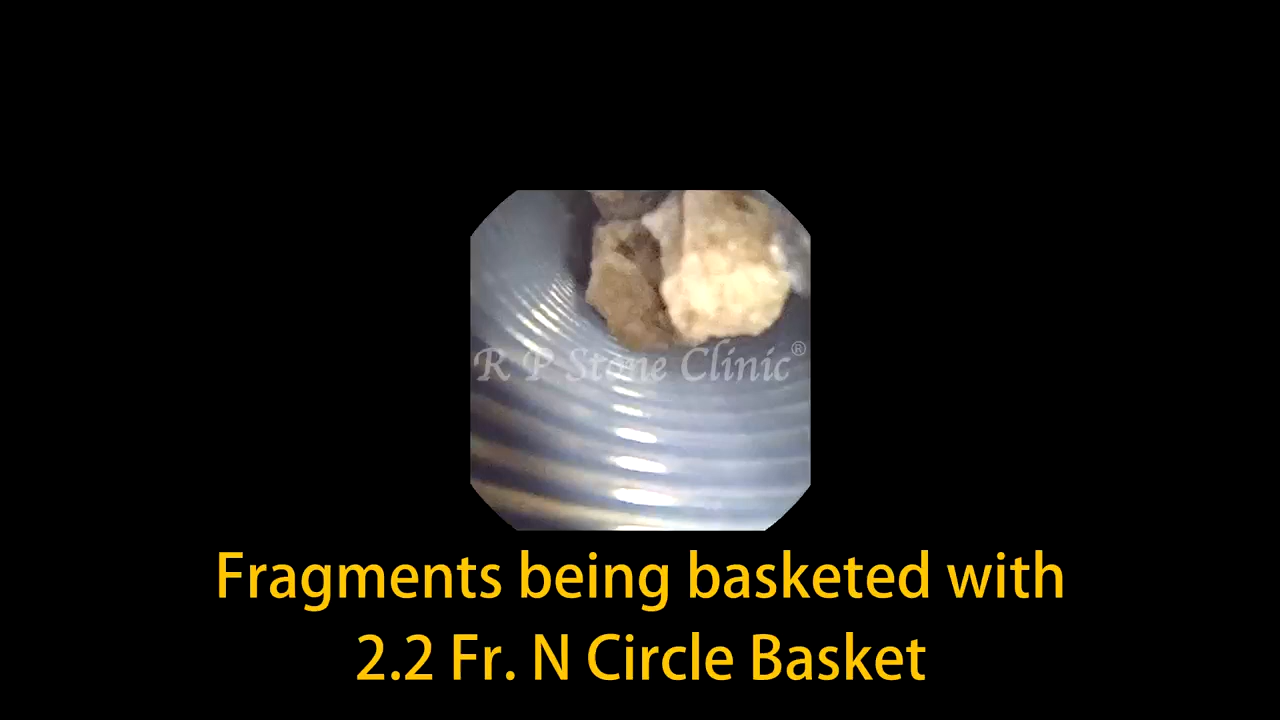 R P Stone Clinic®
Fragments being basketed with
2.2 Fr. N Circle Basket